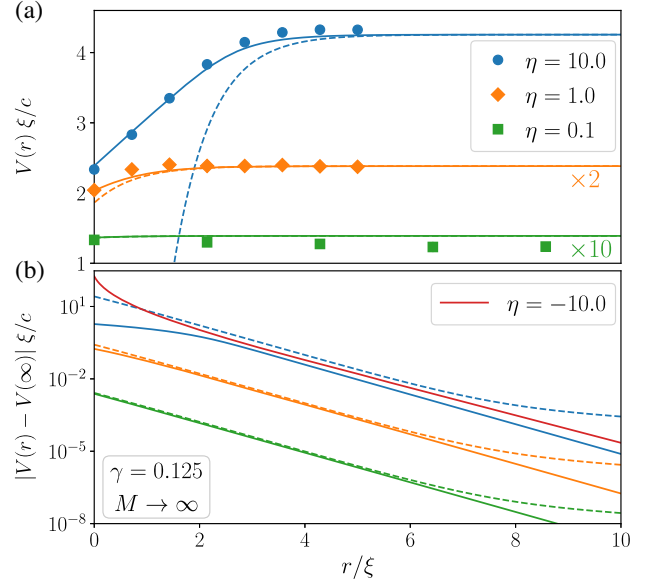 (a)
4
3
2
1
V(r) ξ/c
η = 10.0
η = 1.0
η = 0.1
×2
×10
(b)
10^1
10^−2
10^−5
10^−8
|V(r) − V(∞)| ξ/c
η = −10.0
γ = 0.125
M → ∞
0 2 4 6 8 10
r/ξ